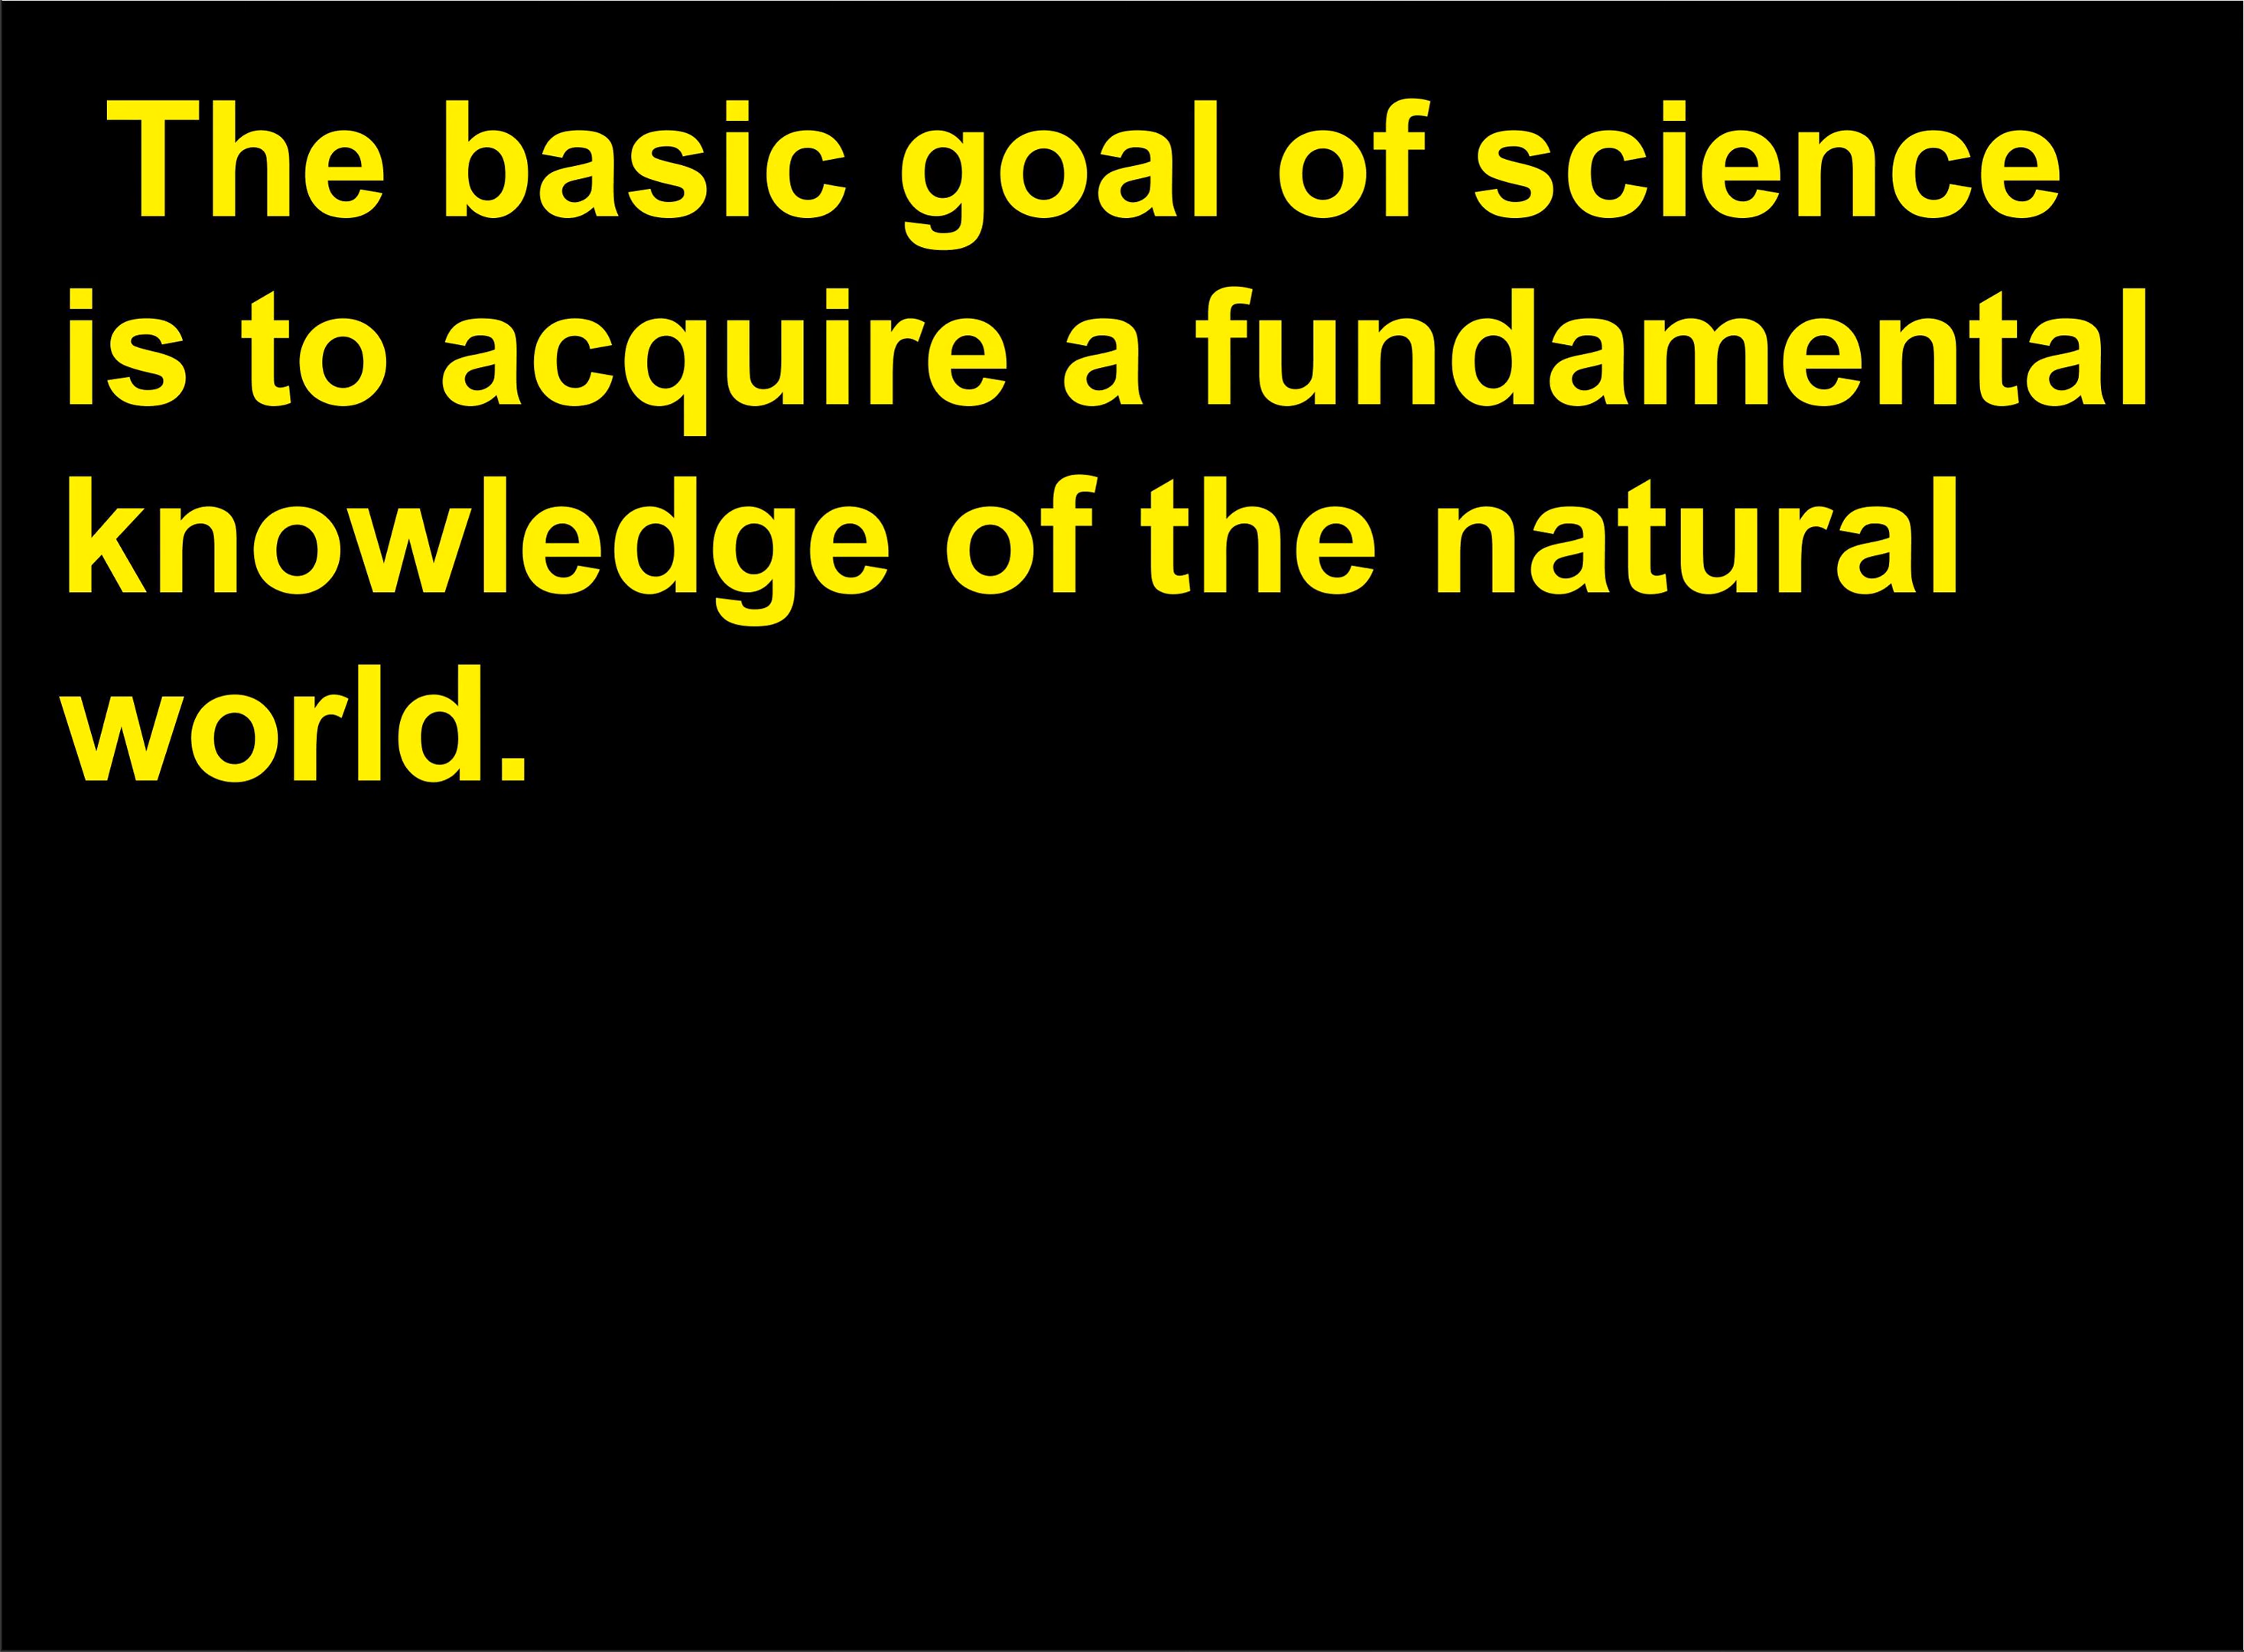 The basic goal of science
is to acquire a fundamental
knowledge of the natural
world.